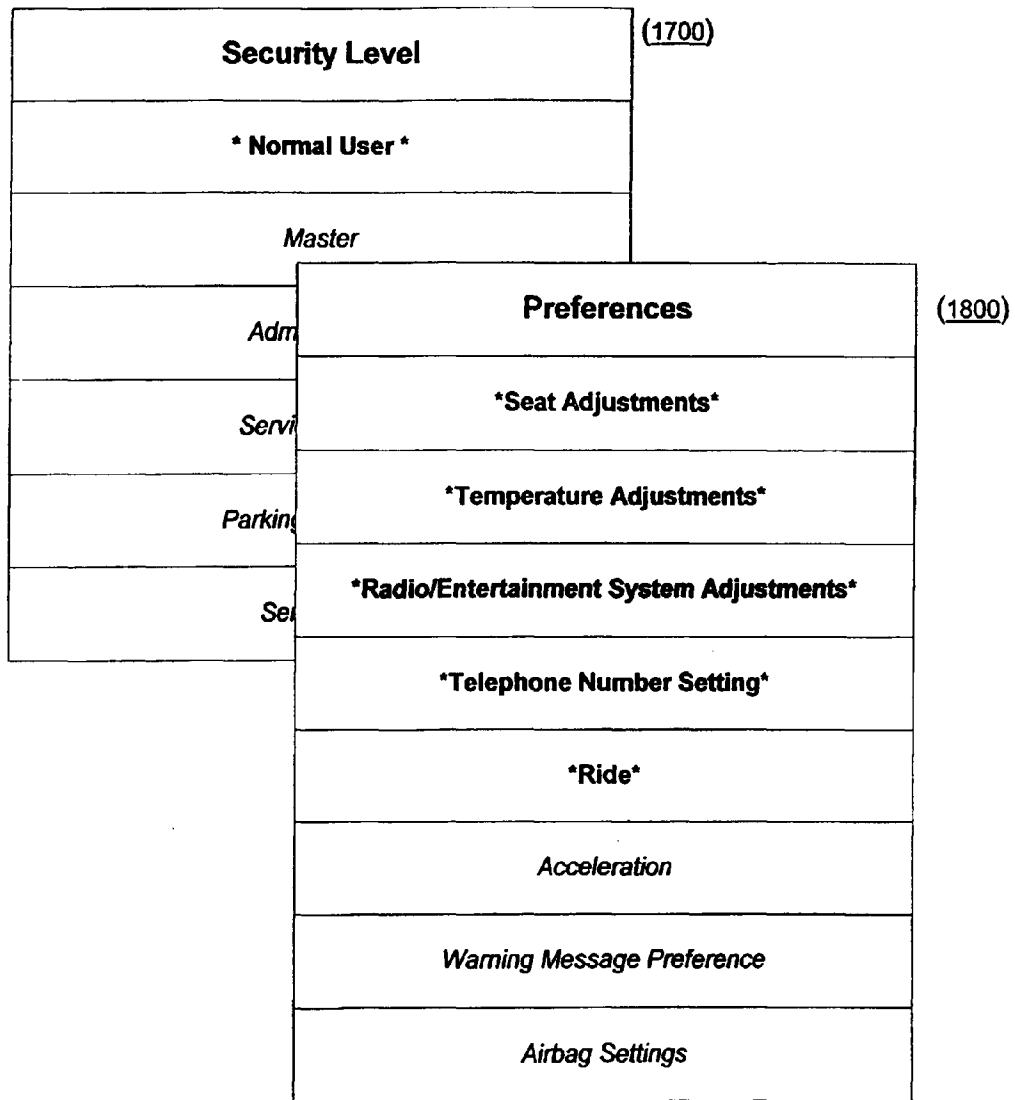 Security Level
(1700)
* Normal User *
Master
Preferences
(1800)
*Seat Adjustments*
*Temperature Adjustments*
*Radio/Entertainment System Adjustments*
*Telephone Number Setting*
*Ride*
Acceleration
Warning Message Preference
Airbag Settings